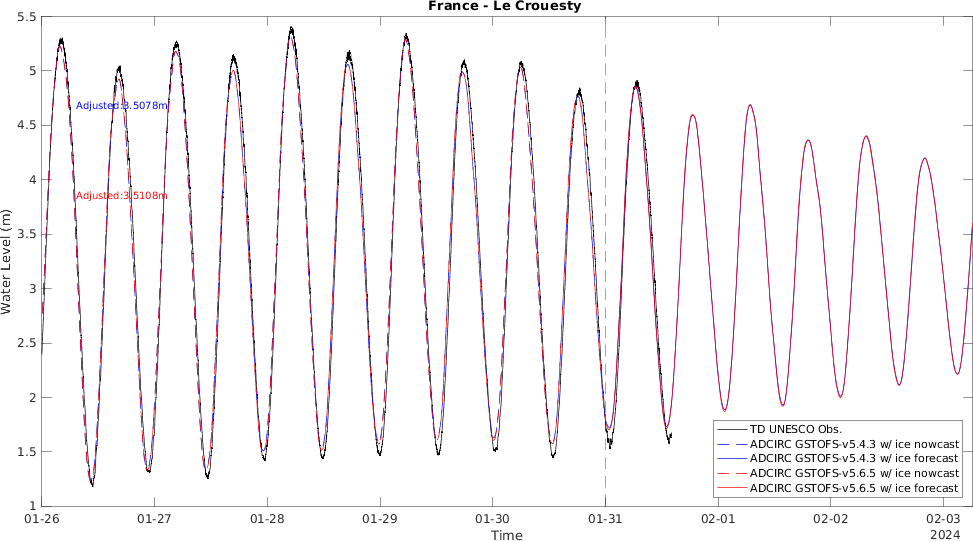 France - Le Crouesty
5.5
5
4.5
4
3.5
3
2.5
2
1.5
1
Water Level (m)
Adjusted:3.5078m
Adjusted:3.5108m
TD UNESCO Obs.
ADCIRC GSTOFS-v5.4.3 w/ ice nowcast
ADCIRC GSTOFS-v5.4.3 w/ ice forecast
ADCIRC GSTOFS-v5.6.5 w/ ice nowcast
ADCIRC GSTOFS-v5.6.5 w/ ice forecast
01-26 01-27 01-28 01-29 01-30 01-31 02-01 02-02 02-03
Time 2024